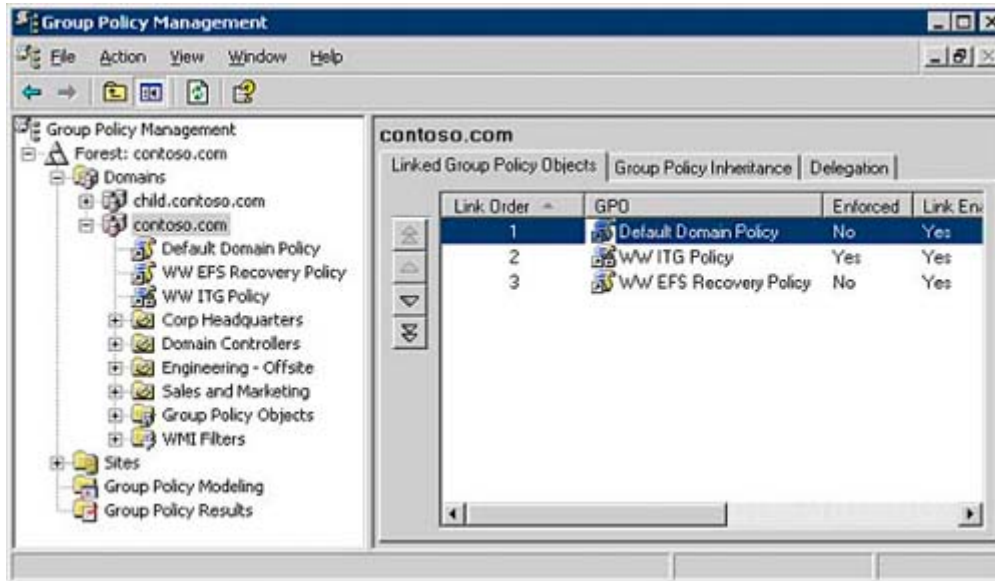 Group Policy Management
File Action View Window Help
Group Policy Management
Forest: contoso.com
Domains
child.contoso.com
contoso.com
Default Domain Policy
WW EFS Recovery Policy
WW ITG Policy
Corp Headquarters
Domain Controllers
Engineering - Offsite
Sales and Marketing
Group Policy Objects
WMI Filters
Sites
Group Policy Modeling
Group Policy Results
contoso.com
Linked Group Policy Objects Group Policy Inheritance Delegation
Link Order GPO Enforced Link Ena
1 Default Domain Policy No Yes
2 WW ITG Policy Yes Yes
3 WW EFS Recovery Policy No Yes